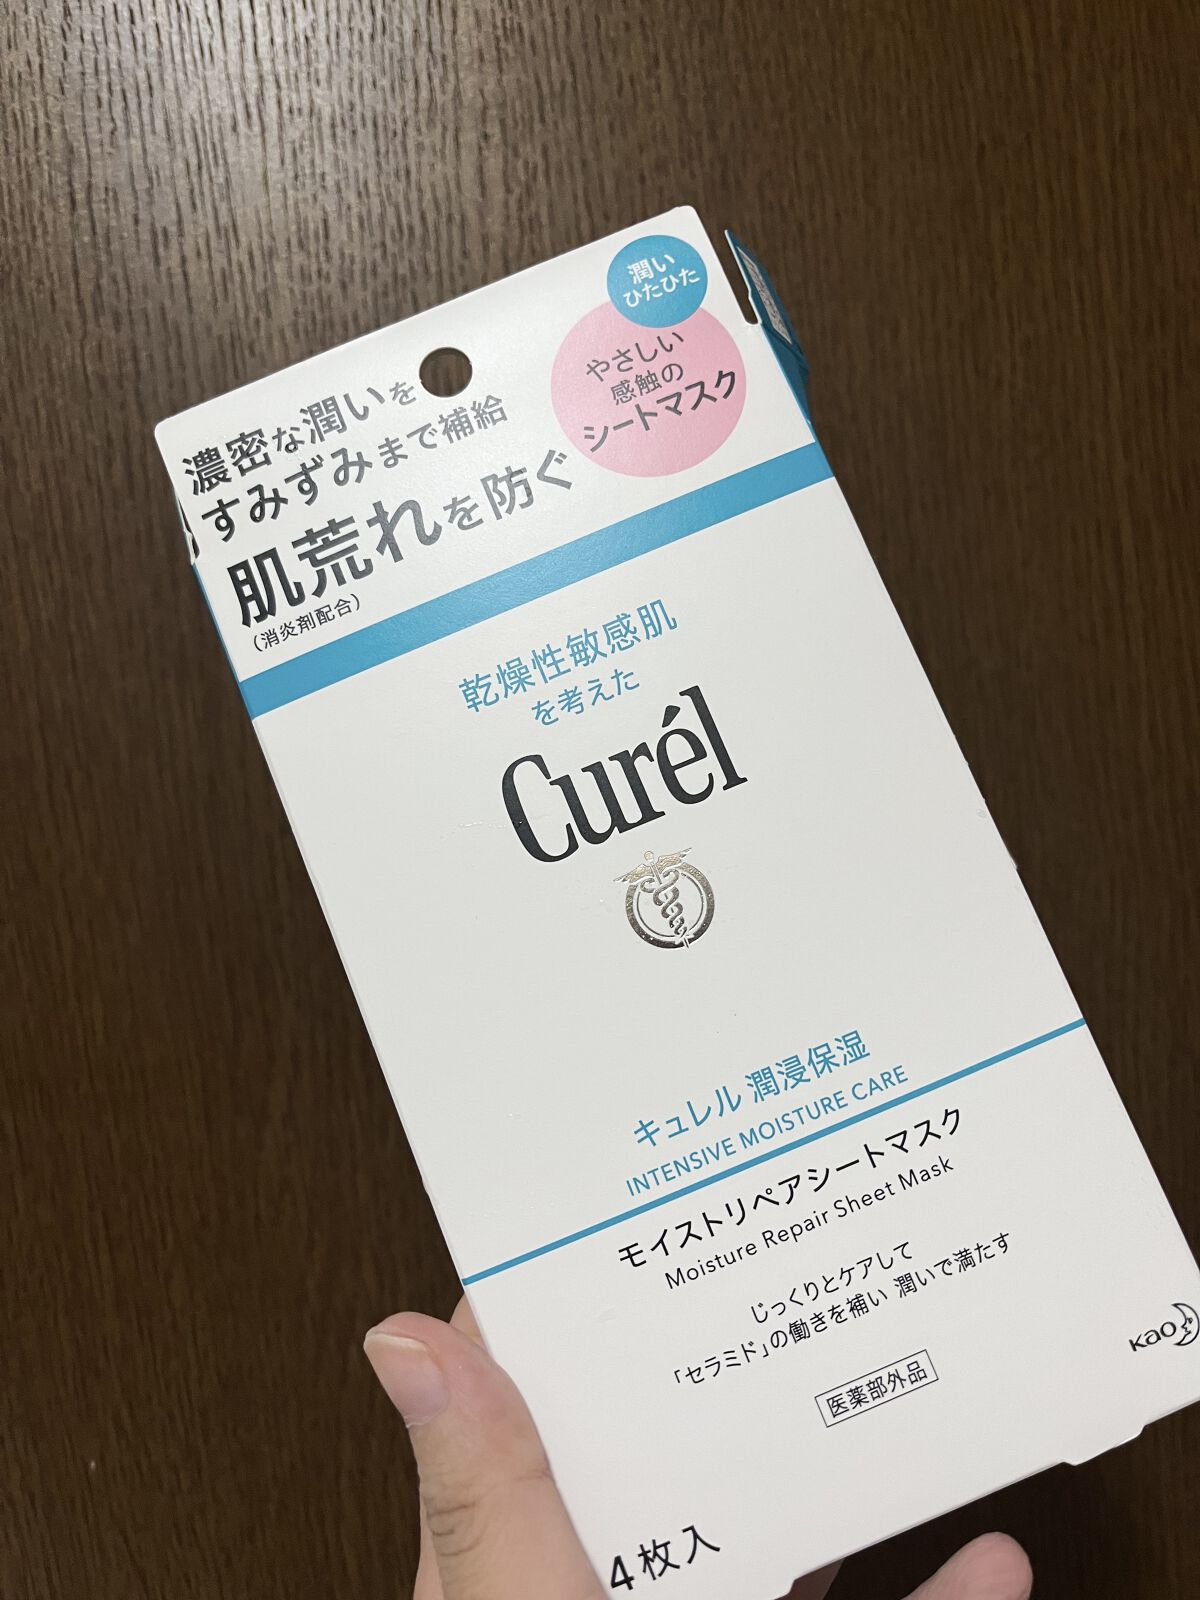 潤い
ひたひた
やさしい
感触の
シートマスク
濃密な潤いを
すみずみまで補給
肌荒れを防ぐ
(消炎剤配合)
乾燥性敏感肌
を考えた
Curél
キュレル 潤浸保湿
INTENSIVE MOISTURE CARE
モイストリペアシートマスク
Moisture Repair Sheet Mask
じっくりとケアして
「セラミド」の働きを補い 潤いで満たす
医薬部外品
Kao
4枚入